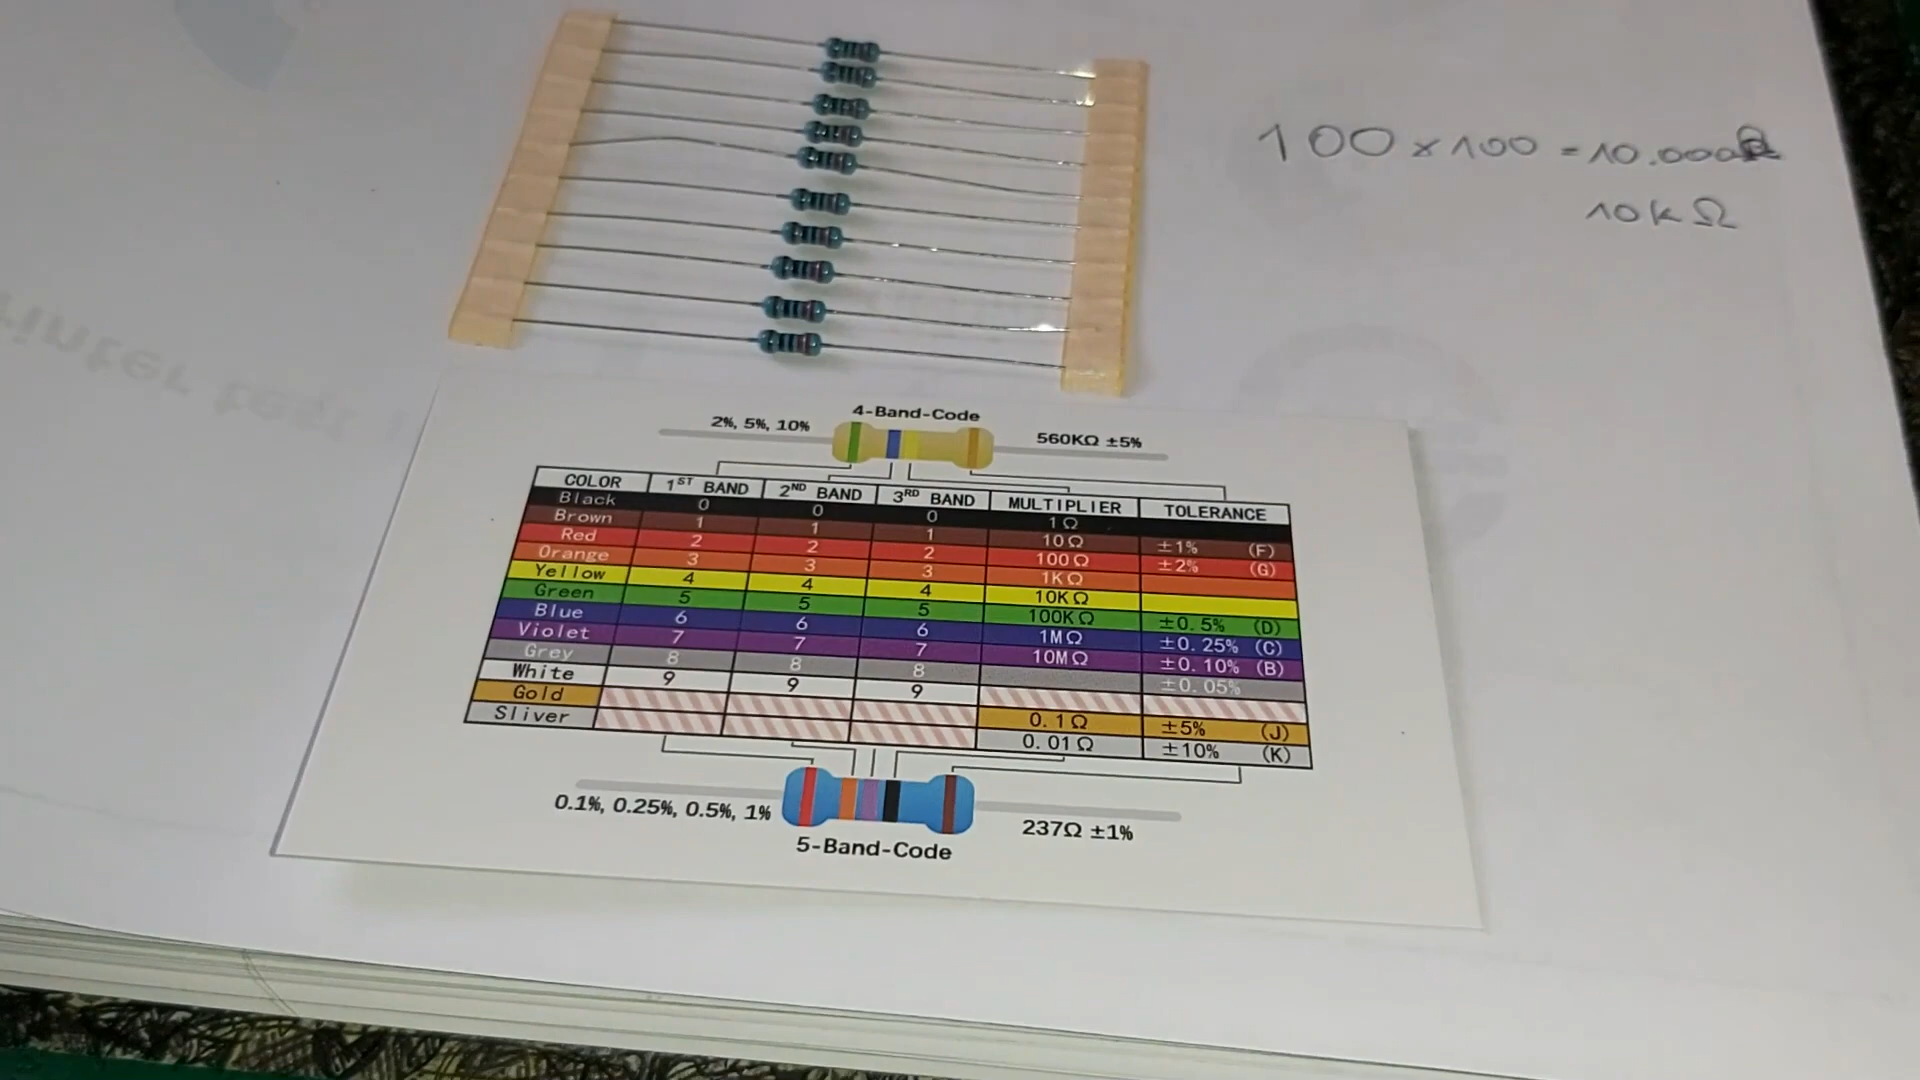 100 x 100 = 10.000Ω
10kΩ
4-Band-Code
2%, 5%, 10%
560KΩ ±5%
COLOR 1ST BAND 2ND BAND 3RD BAND MULTIPLIER TOLERANCE
Black 0 0 0 1Ω
Brown 1 1 1 10Ω ±1% (F)
Red 2 2 2 100Ω ±2% (G)
Orange 3 3 3 1KΩ
Yellow 4 4 4 10KΩ
Green 5 5 5 100KΩ ±0.5% (D)
Blue 6 6 6 1MΩ ±0.25% (C)
Violet 7 7 7 10MΩ ±0.10% (B)
Grey 8 8 8 ±0.05%
White 9 9 9
Gold 0.1Ω ±5% (J)
Sliver 0.01Ω ±10% (K)
0.1%, 0.25%, 0.5%, 1%
237Ω ±1%
5-Band-Code